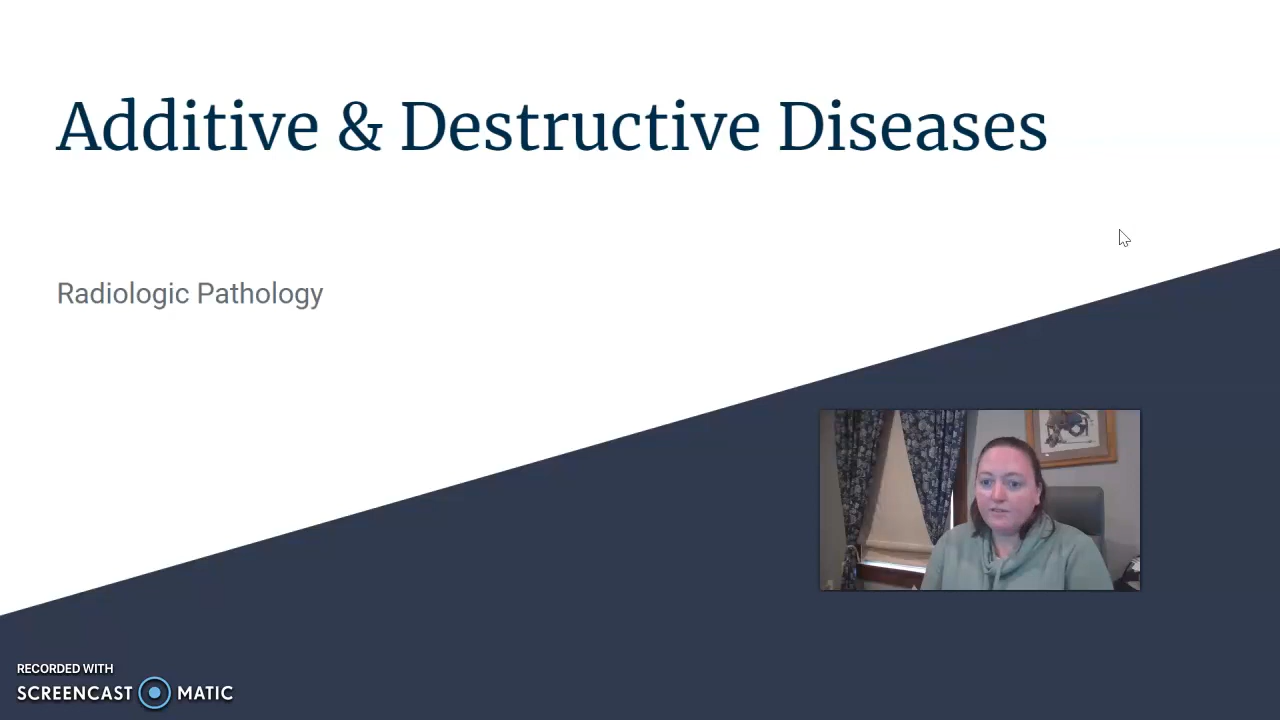 Additive & Destructive Diseases
Radiologic Pathology
RECORDED WITH
SCREENCAST MATIC